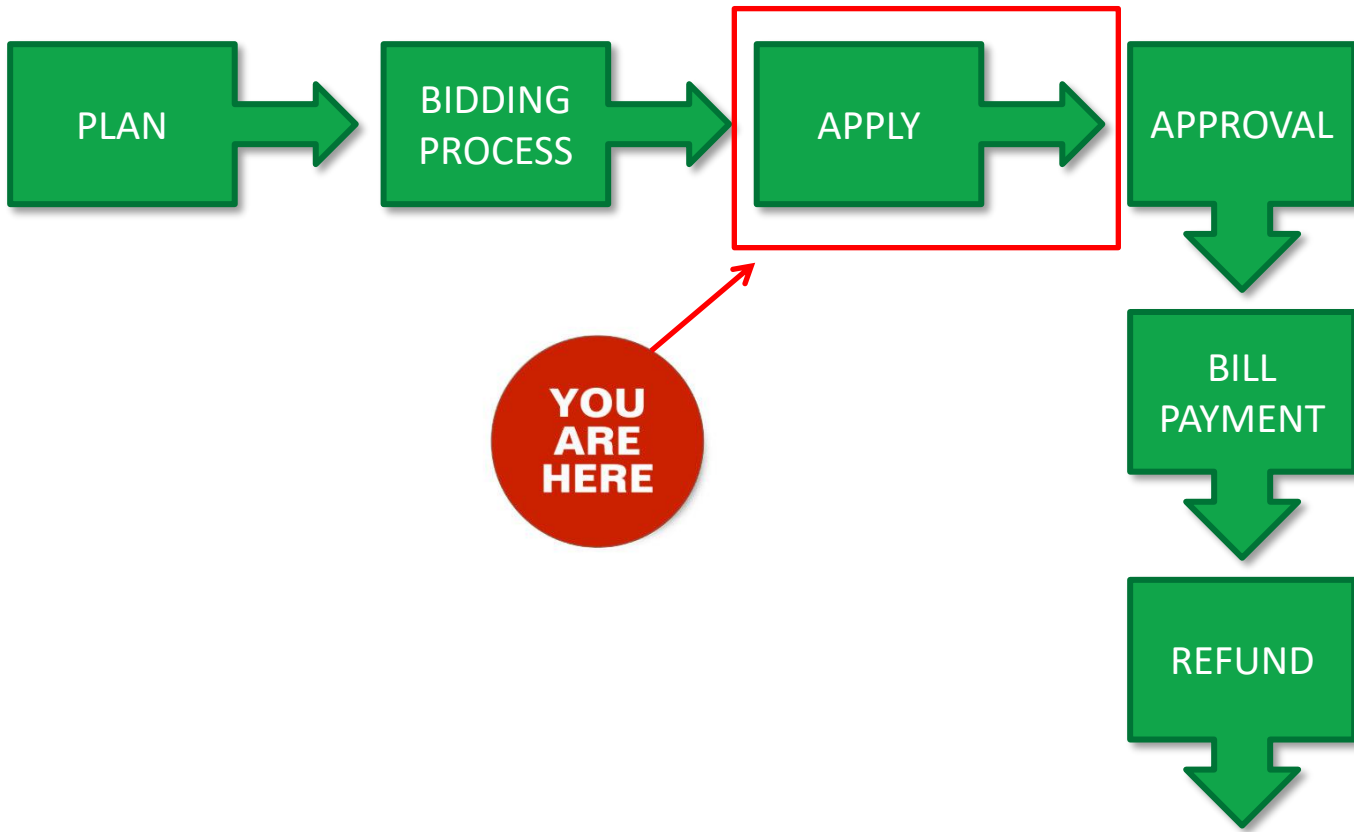 PLAN
BIDDING
PROCESS
APPLY
APPROVAL
BILL
PAYMENT
YOU
ARE
HERE
REFUND